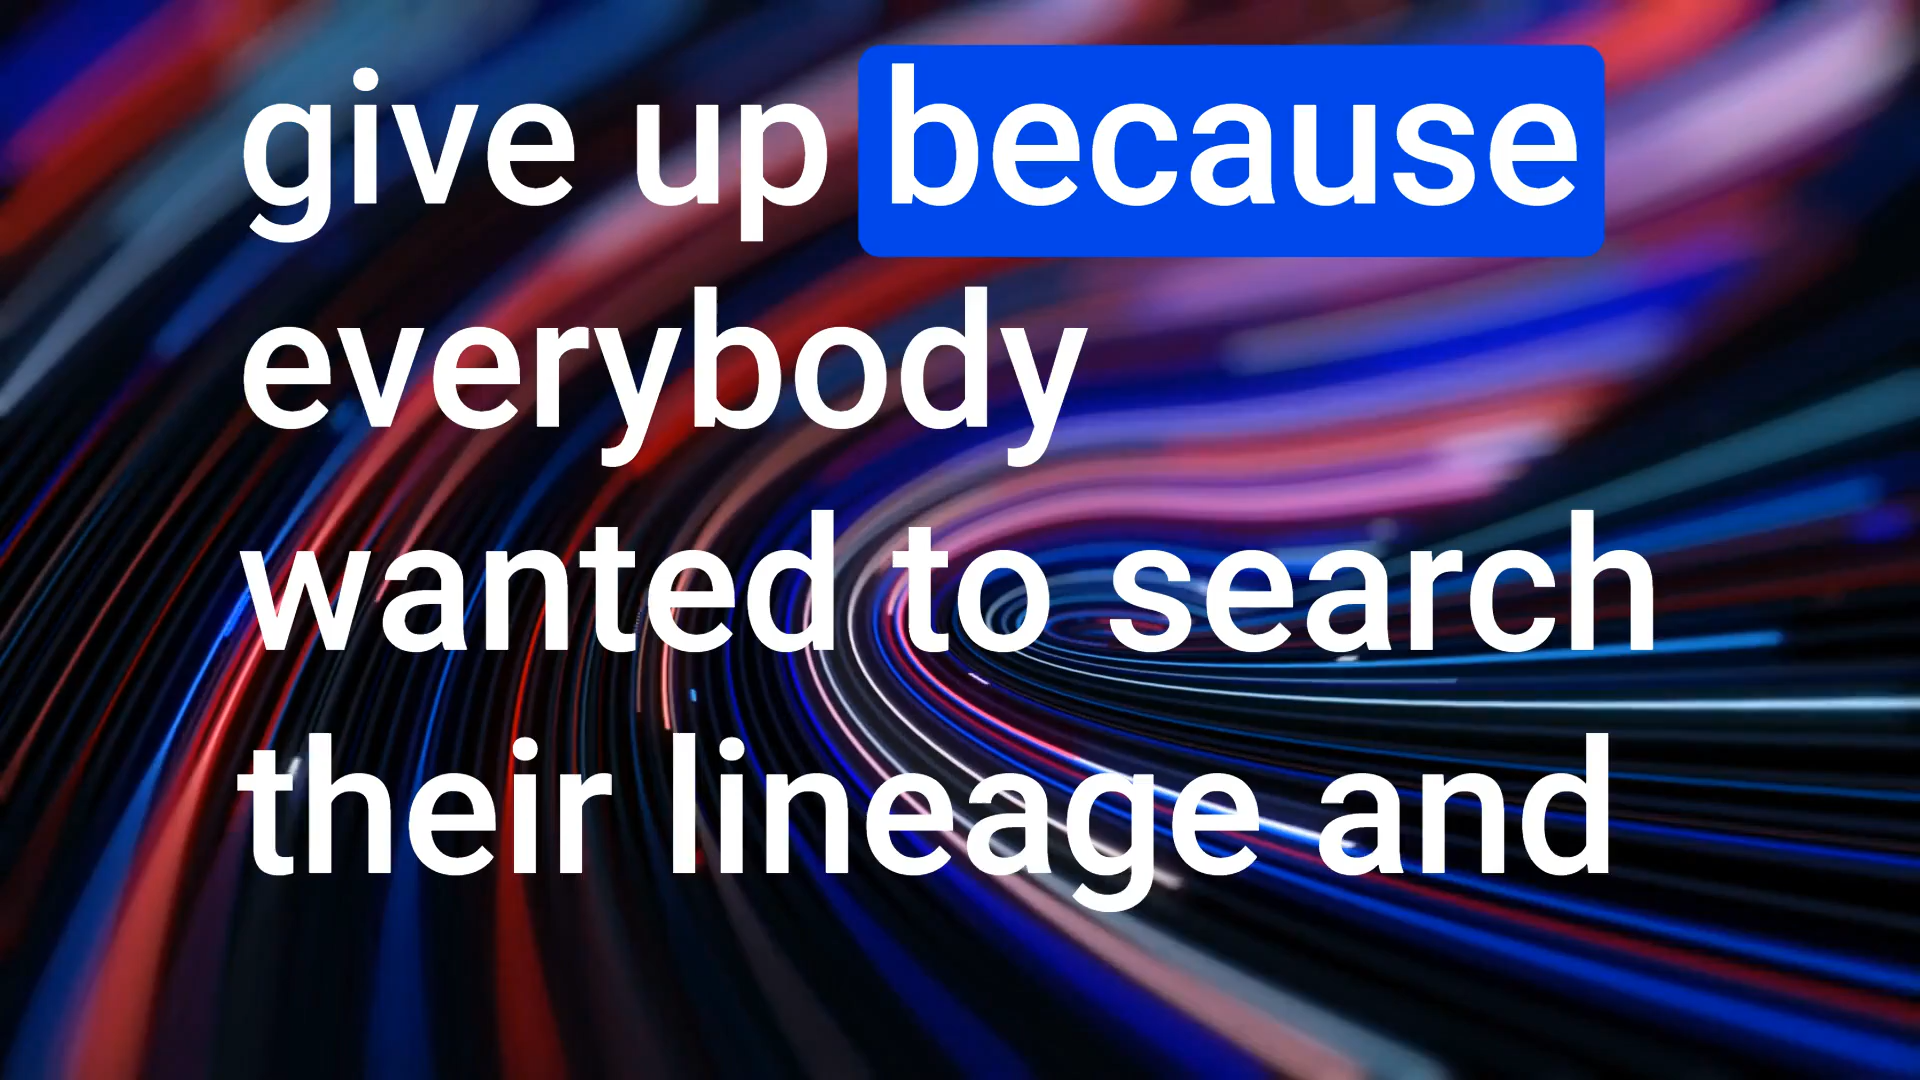 give up because
everybody
wanted to search
their lineage and